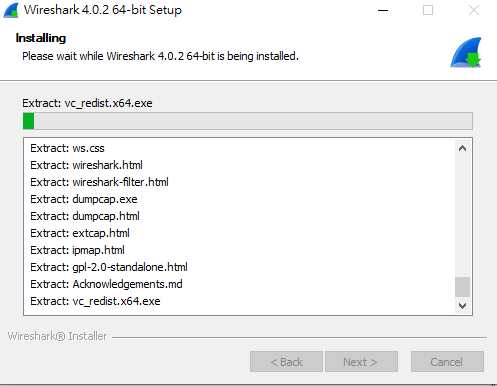 Wireshark 4.0.2 64-bit Setup
Installing
Please wait while Wireshark 4.0.2 64-bit is being installed.
Extract: vc_redist.x64.exe
Extract: ws.css
Extract: wireshark.html
Extract: wireshark-filter.html
Extract: dumpcap.exe
Extract: dumpcap.html
Extract: extcap.html
Extract: ipmap.html
Extract: gpl-2.0-standalone.html
Extract: Acknowledgements.md
Extract: vc_redist.x64.exe
Wireshark® Installer
< Back Next > Cancel